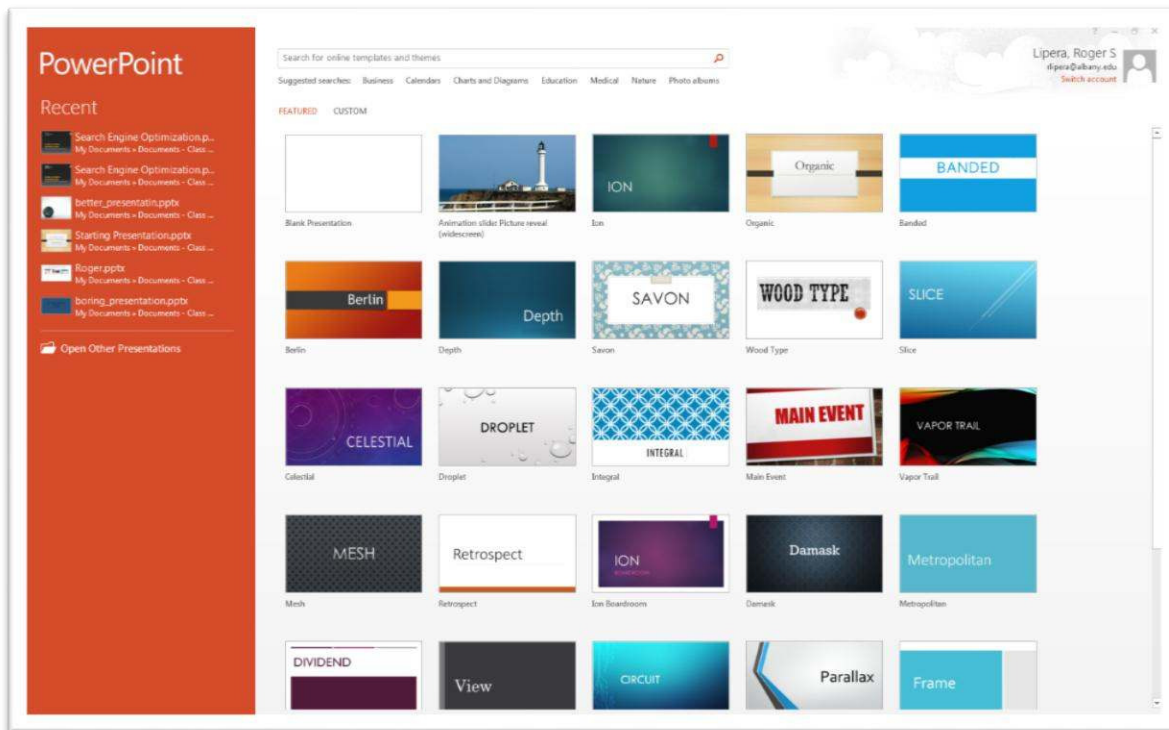 PowerPoint
Recent
Search Engine Optimization.p...
My Documents » Documents - Class ...
Search Engine Optimization.p...
My Documents » Documents - Class ...
better_presentatin.pptx
My Documents » Documents - Class ...
Starting Presentation.pptx
My Documents » Documents - Class ...
Roger.pptx
My Documents » Documents - Class ...
boring_presentation.pptx
My Documents » Documents - Class ...
Open Other Presentations
? – ✕
Lipera, Roger S
rlipera@albany.edu
Switch account
Search for online templates and themes
Suggested searches: Business Calendars Charts and Diagrams Education Medical Nature Photo albums
FEATURED CUSTOM
ION
Organic
BANDED
Blank Presentation
Animation slide: Picture reveal
(widescreen)
Ion
Organic
Banded
Berlin
Depth
SAVON
WOOD TYPE
SLICE
Berlin
Depth
Savon
Wood Type
Slice
CELESTIAL
DROPLET
INTEGRAL
MAIN EVENT
VAPOR TRAIL
Celestial
Droplet
Integral
Main Event
Vapor Trail
MESH
Retrospect
ION
BOARDROOM
Damask
Metropolitan
Mesh
Retrospect
Ion Boardroom
Damask
Metropolitan
DIVIDEND
View
CIRCUIT
Parallax
Frame